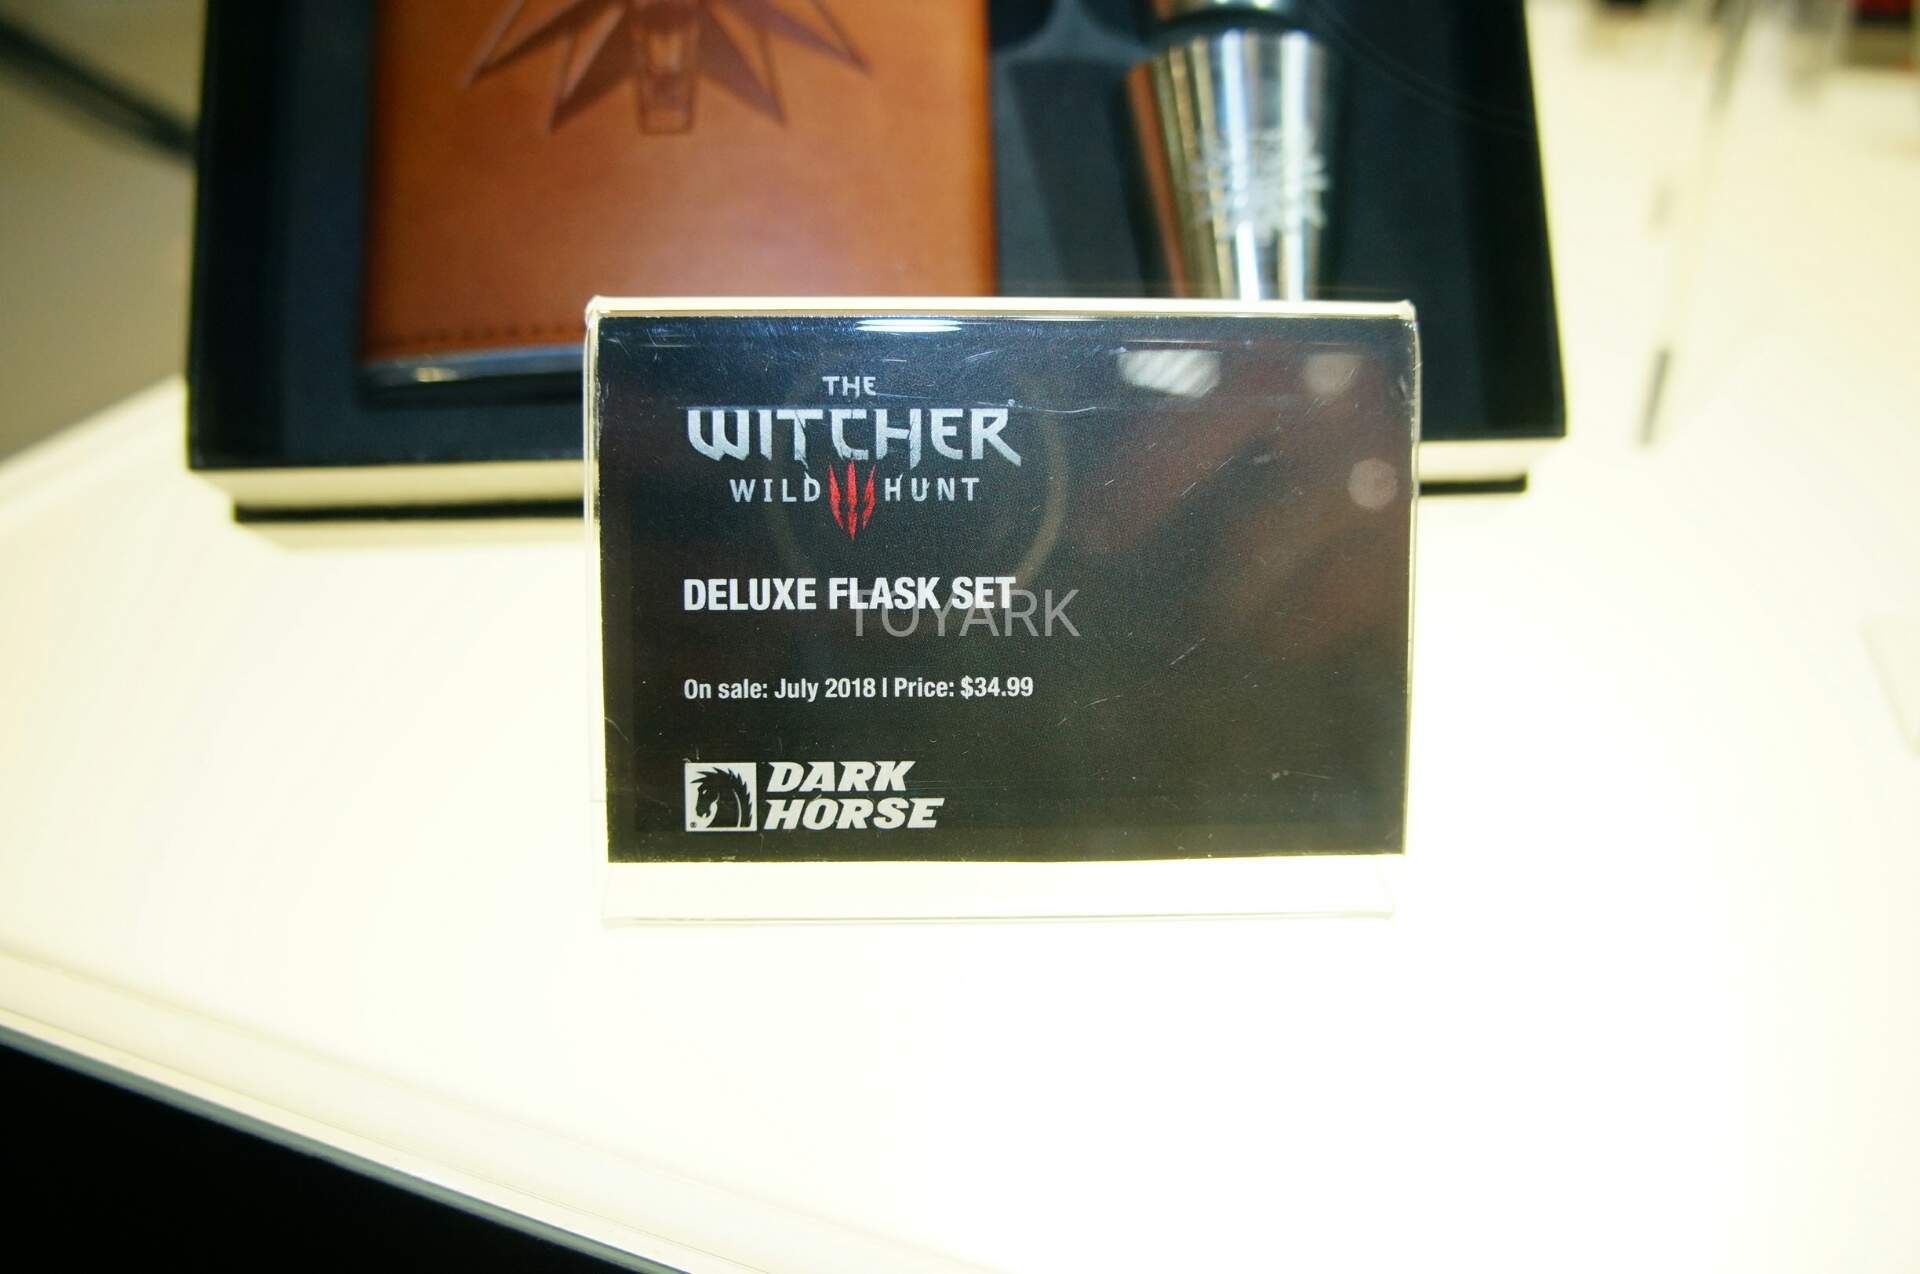 THE
WITCHER
WILD HUNT
DELUXE FLASK SET
TOYARK
On sale: July 2018 | Price: $34.99
DARK
HORSE